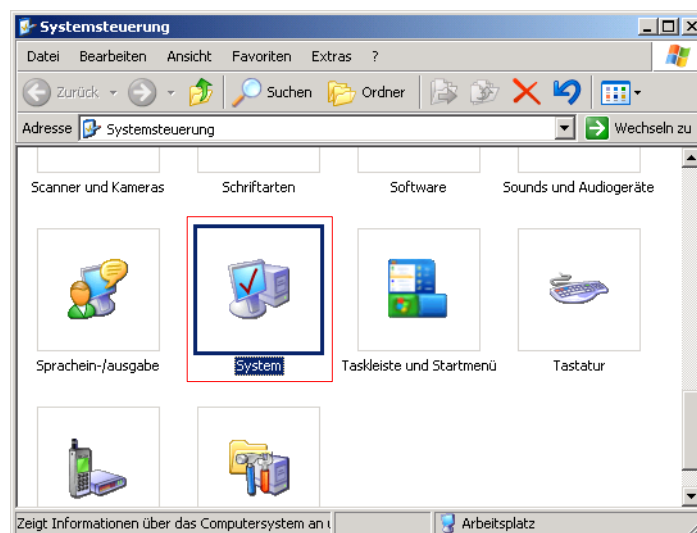 Systemsteuerung
Datei Bearbeiten Ansicht Favoriten Extras ?
Zurück Suchen Ordner
Adresse Systemsteuerung Wechseln zu
Scanner und Kameras Schriftarten Software Sounds und Audiogeräte
Sprachein-/ausgabe System Taskleiste und Startmenü Tastatur
Zeigt Informationen über das Computersystem an Arbeitsplatz